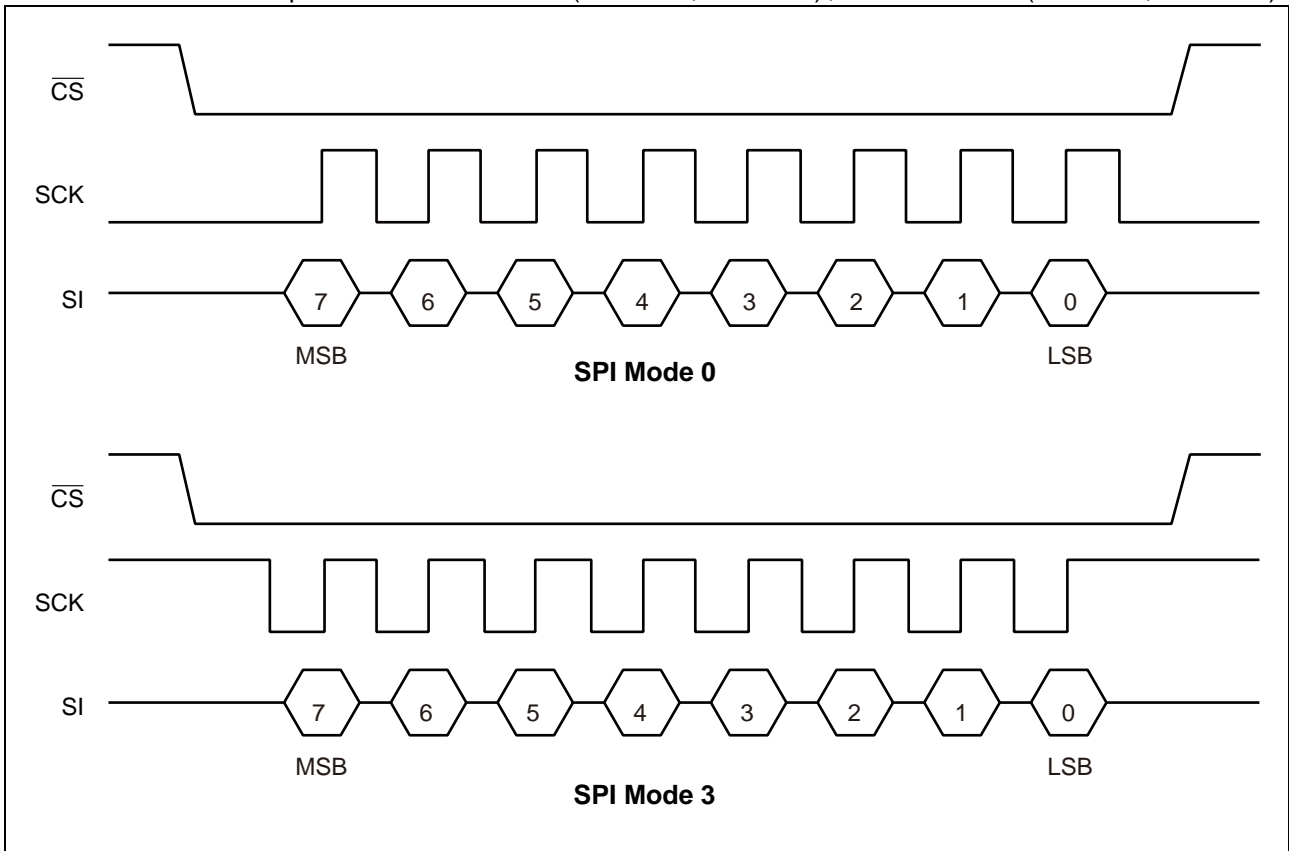 CS
SCK
SI
7 6 5 4 3 2 1 0
MSB LSB
SPI Mode 0
CS
SCK
SI
7 6 5 4 3 2 1 0
MSB LSB
SPI Mode 3